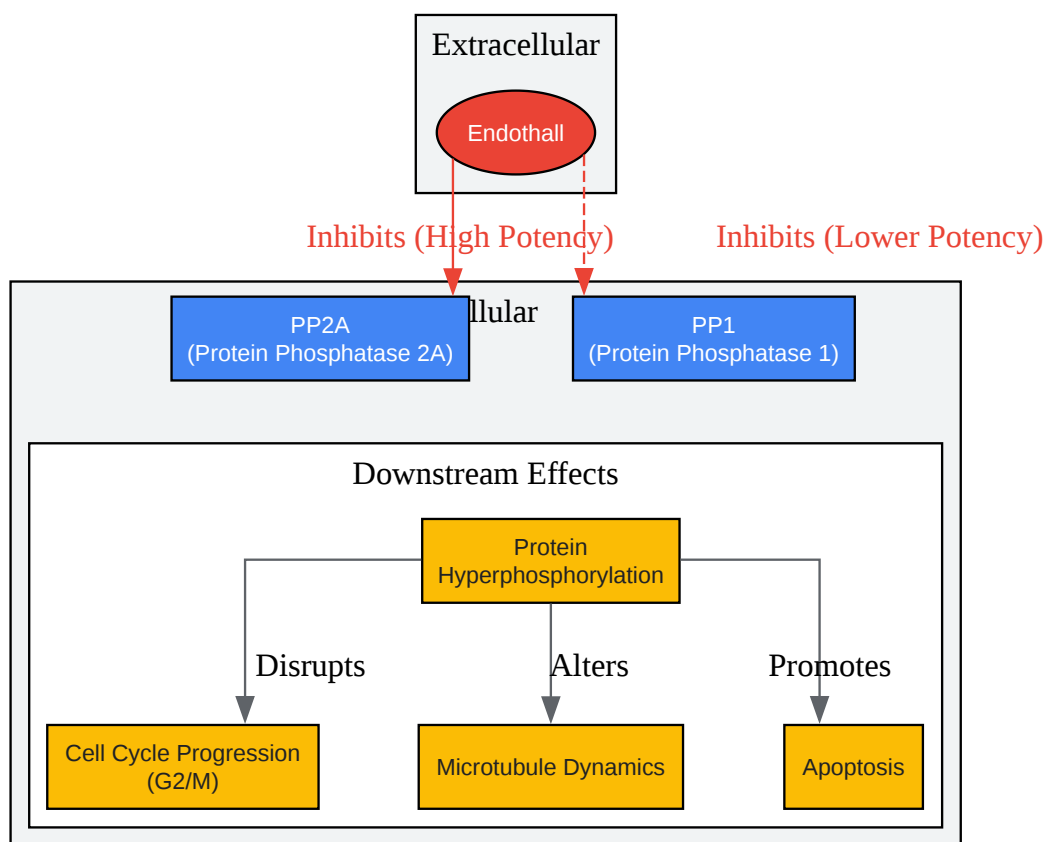 Extracellular
Endothall
Inhibits (High Potency)
Inhibits (Lower Potency)
llular
PP2A
(Protein Phosphatase 2A)
PP1
(Protein Phosphatase 1)
Downstream Effects
Protein
Hyperphosphorylation
Disrupts
Alters
Promotes
Cell Cycle Progression
(G2/M)
Microtubule Dynamics
Apoptosis